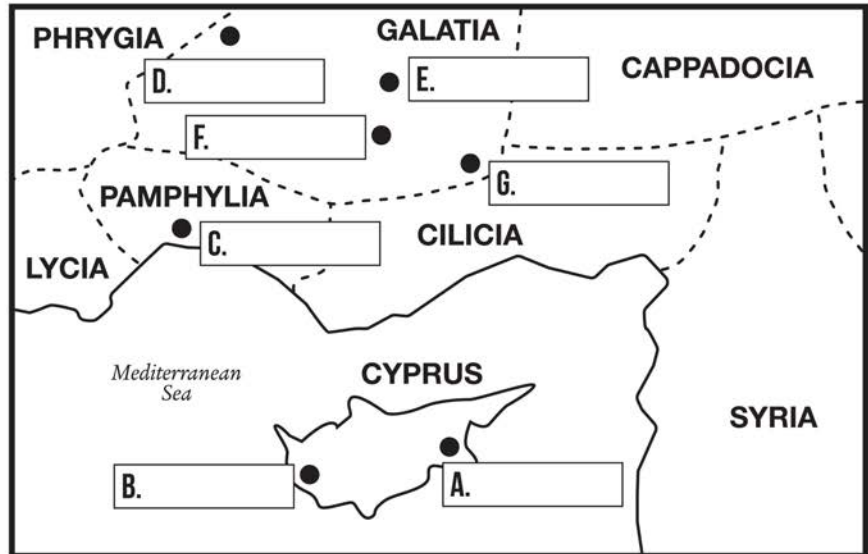 PHRYGIA
GALATIA
CAPPADOCIA
D.
E.
F.
G.
PAMPHYLIA
C.
CILICIA
LYCIA
Mediterranean
Sea
CYPRUS
SYRIA
B.
A.